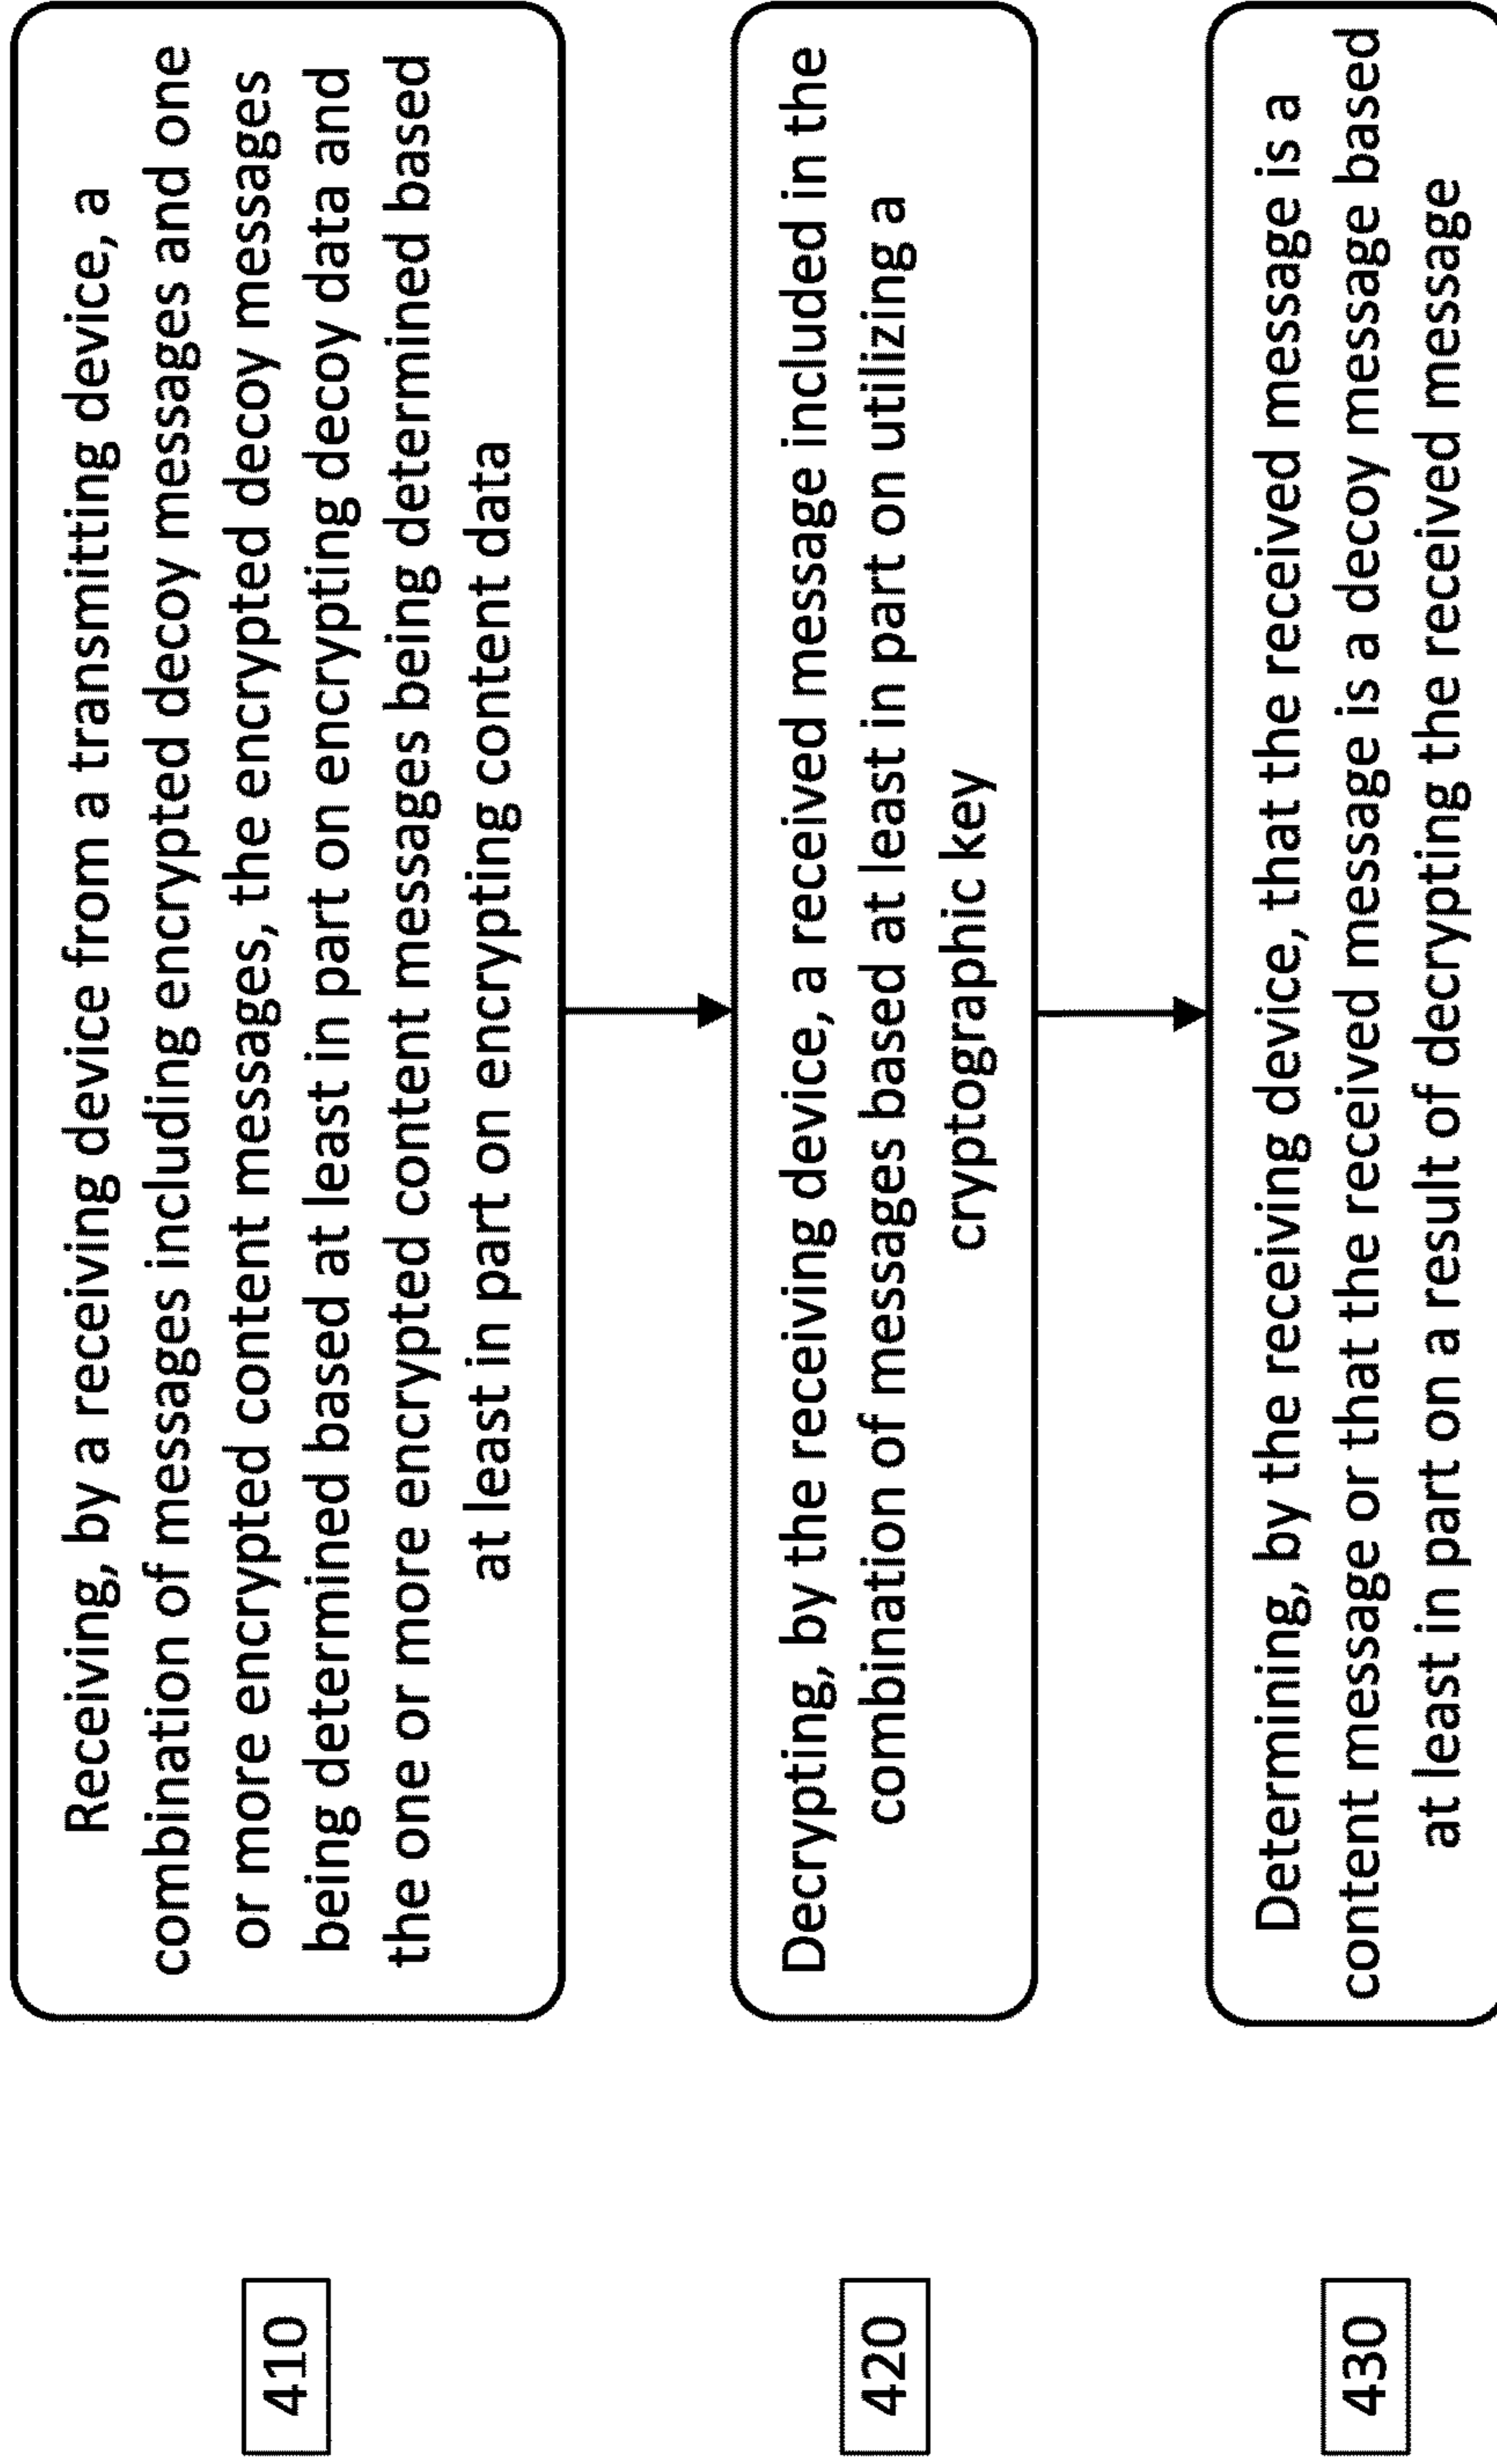 410
Receiving, by a receiving device from a transmitting device, a
combination of messages including encrypted decoy messages and one
or more encrypted content messages, the encrypted decoy messages
being determined based at least in part on encrypting decoy data and
the one or more encrypted content messages being determined based
at least in part on encrypting content data
420
Decrypting, by the receiving device, a received message included in the
combination of messages based at least in part on utilizing a
cryptographic key
430
Determining, by the receiving device, that the received message is a
content message or that the received message is a decoy message based
at least in part on a result of decrypting the received message